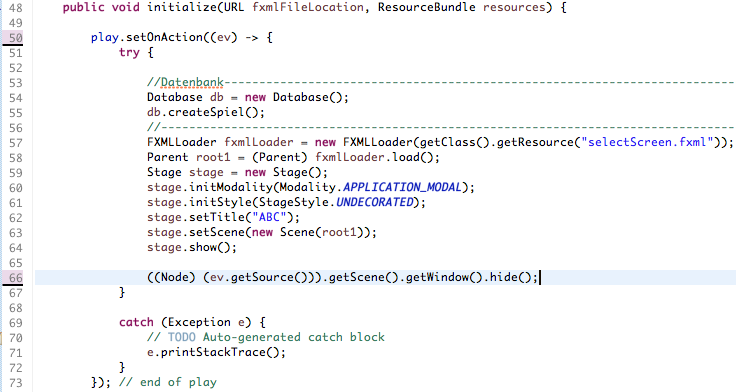 48 public void initialize(URL fxmlFileLocation, ResourceBundle resources) {
49
50 play.setOnAction((ev) -> {
51 try {
52
53 //Datenbank--------------------------------------------------------------------------
54 Database db = new Database();
55 db.createSpiel();
56 //-----------------------------------------------------------------------------------
57 FXMLLoader fxmlLoader = new FXMLLoader(getClass().getResource("selectScreen.fxml"));
58 Parent root1 = (Parent) fxmlLoader.load();
59 Stage stage = new Stage();
60 stage.initModality(Modality.APPLICATION_MODAL);
61 stage.initStyle(StageStyle.UNDECORATED);
62 stage.setTitle("ABC");
63 stage.setScene(new Scene(root1));
64 stage.show();
65
66 ((Node) (ev.getSource())).getScene().getWindow().hide();
67 }
68
69 catch (Exception e) {
70 // TODO Auto-generated catch block
71 e.printStackTrace();
72 }
73 }); // end of play